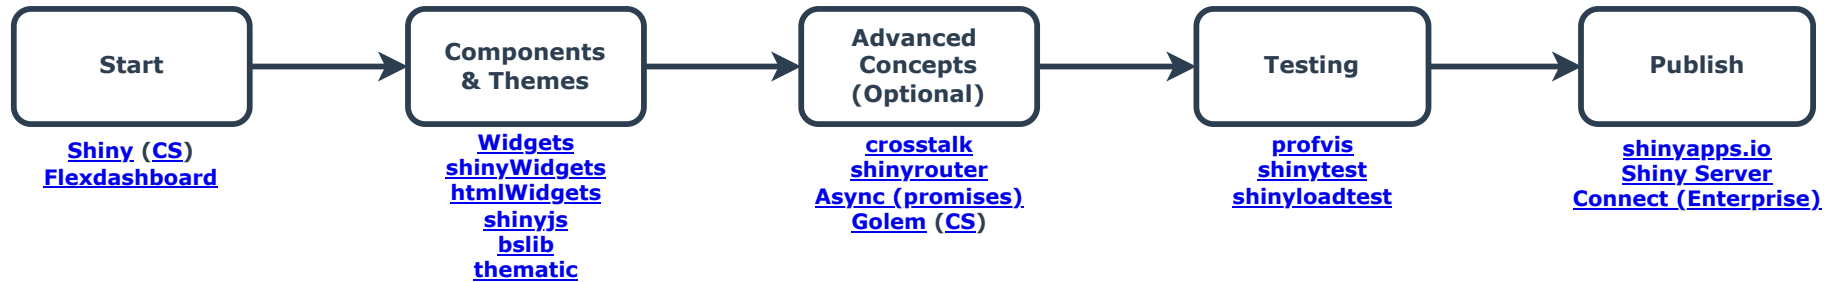 Start
Shiny (CS)
Flexdashboard
Components
& Themes
Widgets
shinyWidgets
htmlWidgets
shinyjs
bslib
thematic
Advanced
Concepts
(Optional)
crosstalk
shinyrouter
Async (promises)
Golem (CS)
Testing
profvis
shinytest
shinyloadtest
Publish
shinyapps.io
Shiny Server
Connect (Enterprise)